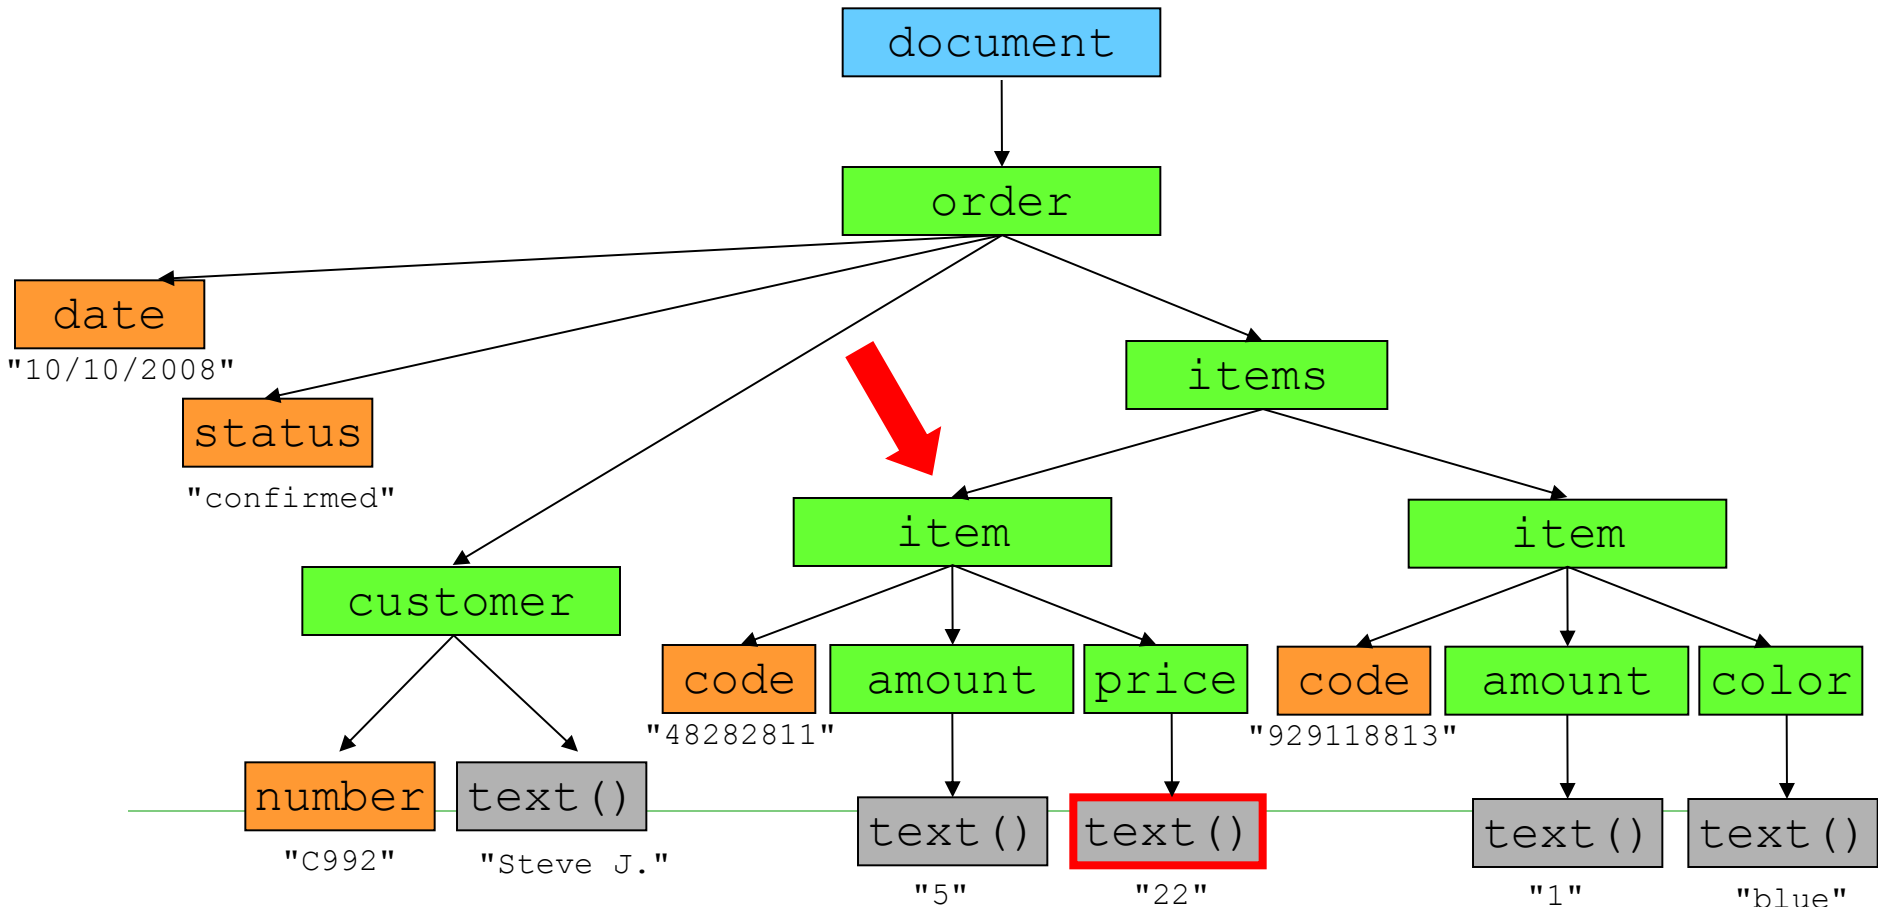 document
order
date
"10/10/2008"
status
"confirmed"
items
item
item
customer
code
"48282811"
amount
price
code
"929118813"
amount
color
number
"C992"
text()
"Steve J."
text()
"5"
text()
"22"
text()
"1"
text()
"blue"